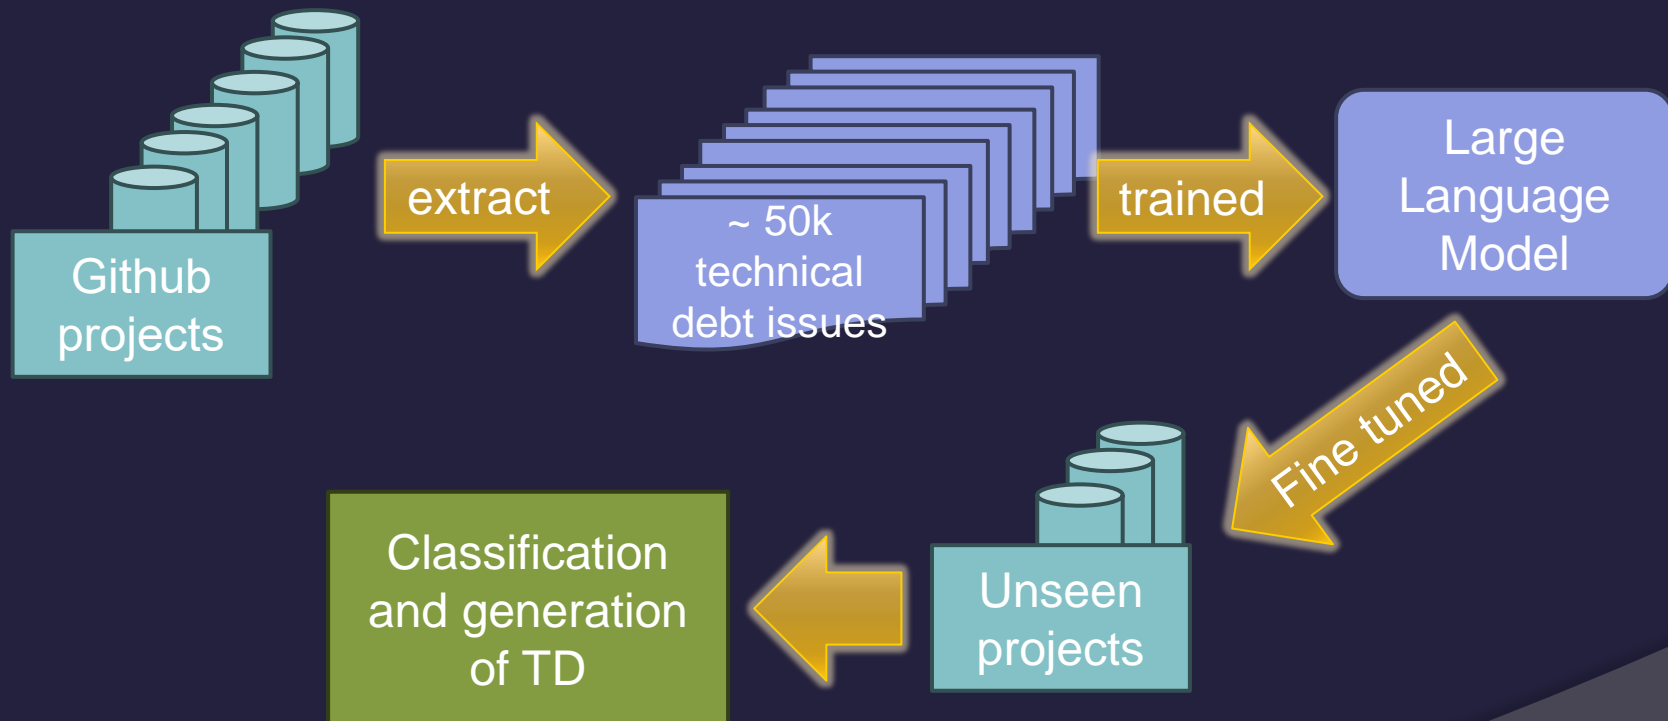 Github
projects
extract
~ 50k
technical
debt issues
trained
Large
Language
Model
Fine tuned
Unseen
projects
Classification
and generation
of TD